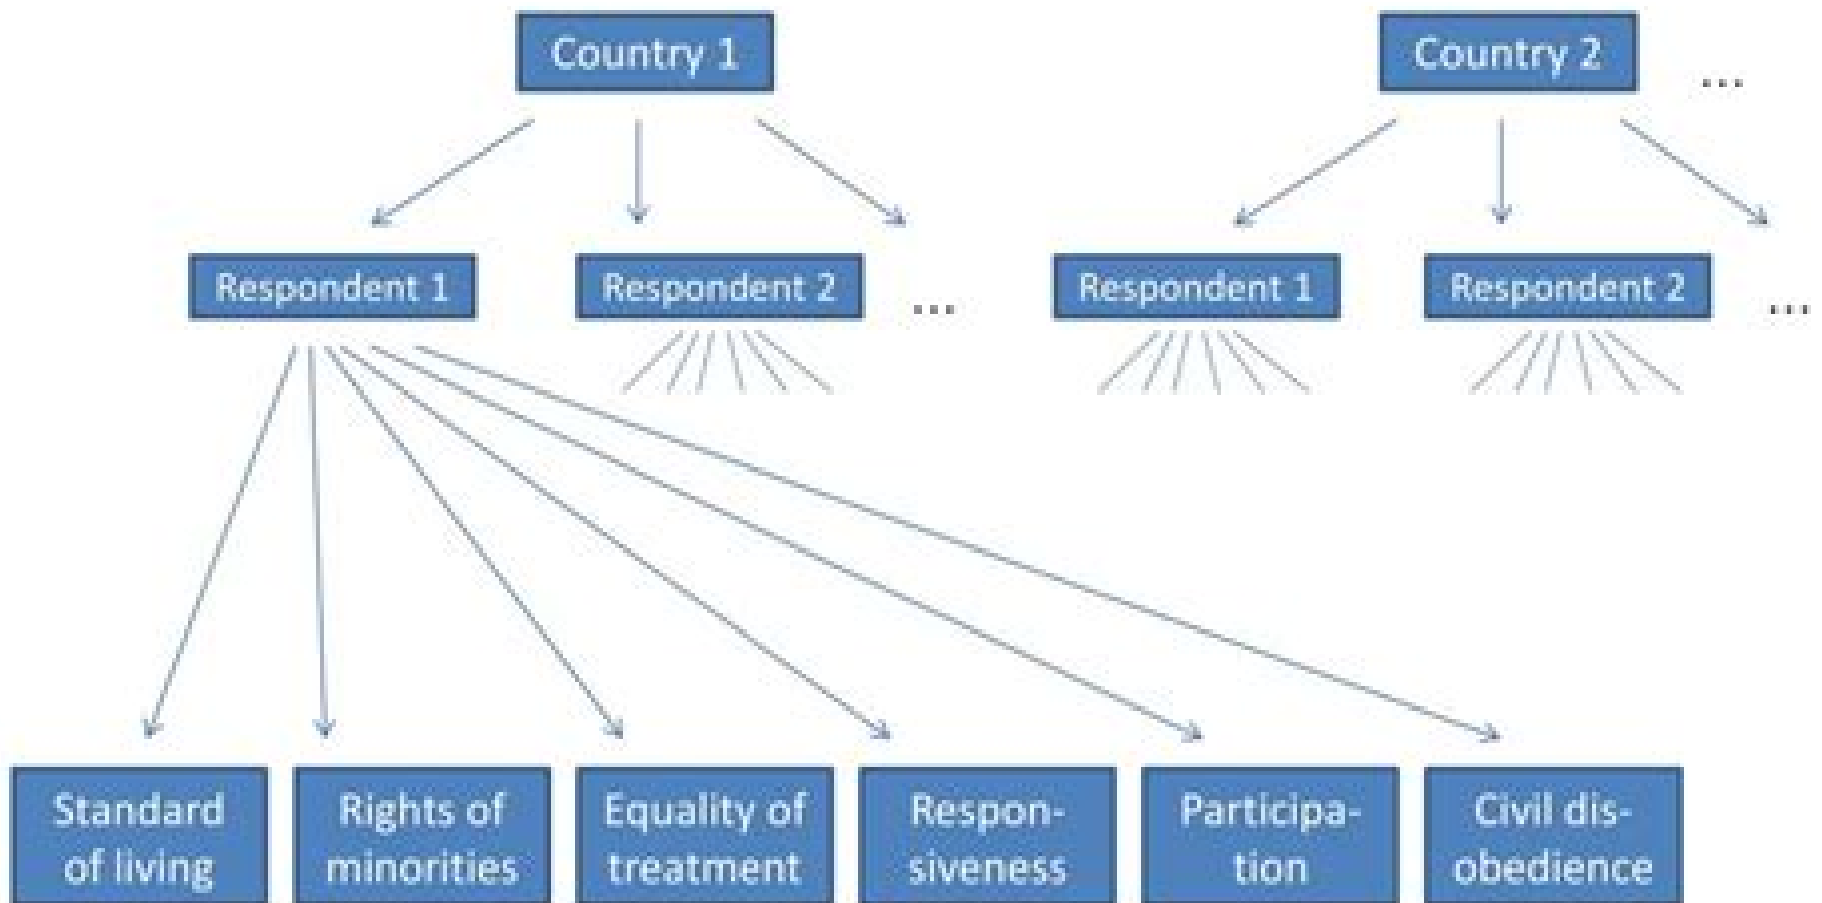 Country 1
Country 2
...
Respondent 1
Respondent 2
...
Respondent 1
Respondent 2
...
Standard
of living
Rights of
minorities
Equality of
treatment
Respon-
siveness
Participa-
tion
Civil dis-
obedience